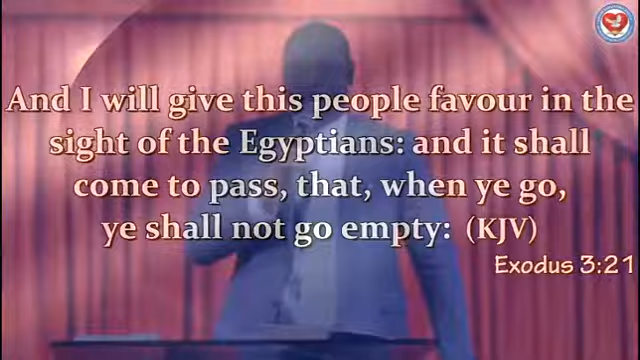 And I will give this people favour in the
sight of the Egyptians: and it shall
come to pass, that, when ye go,
ye shall not go empty: (KJV)
Exodus 3:21